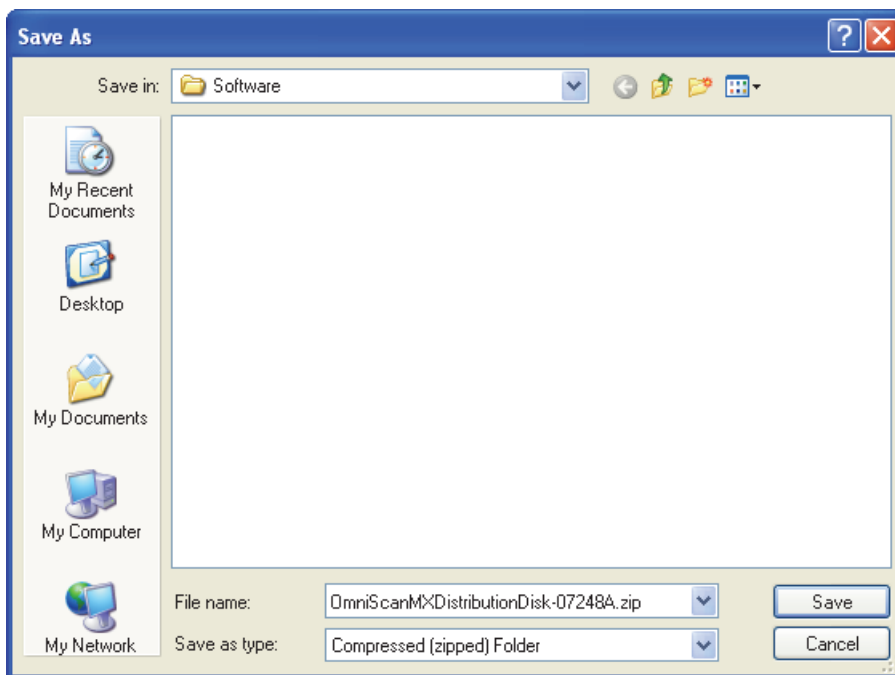 Save As
Save in:
Software
My Recent
Documents
Desktop
My Documents
My Computer
My Network
File name:
OmniScanMXDistributionDisk-07248A.zip
Save
Save as type:
Compressed (zipped) Folder
Cancel